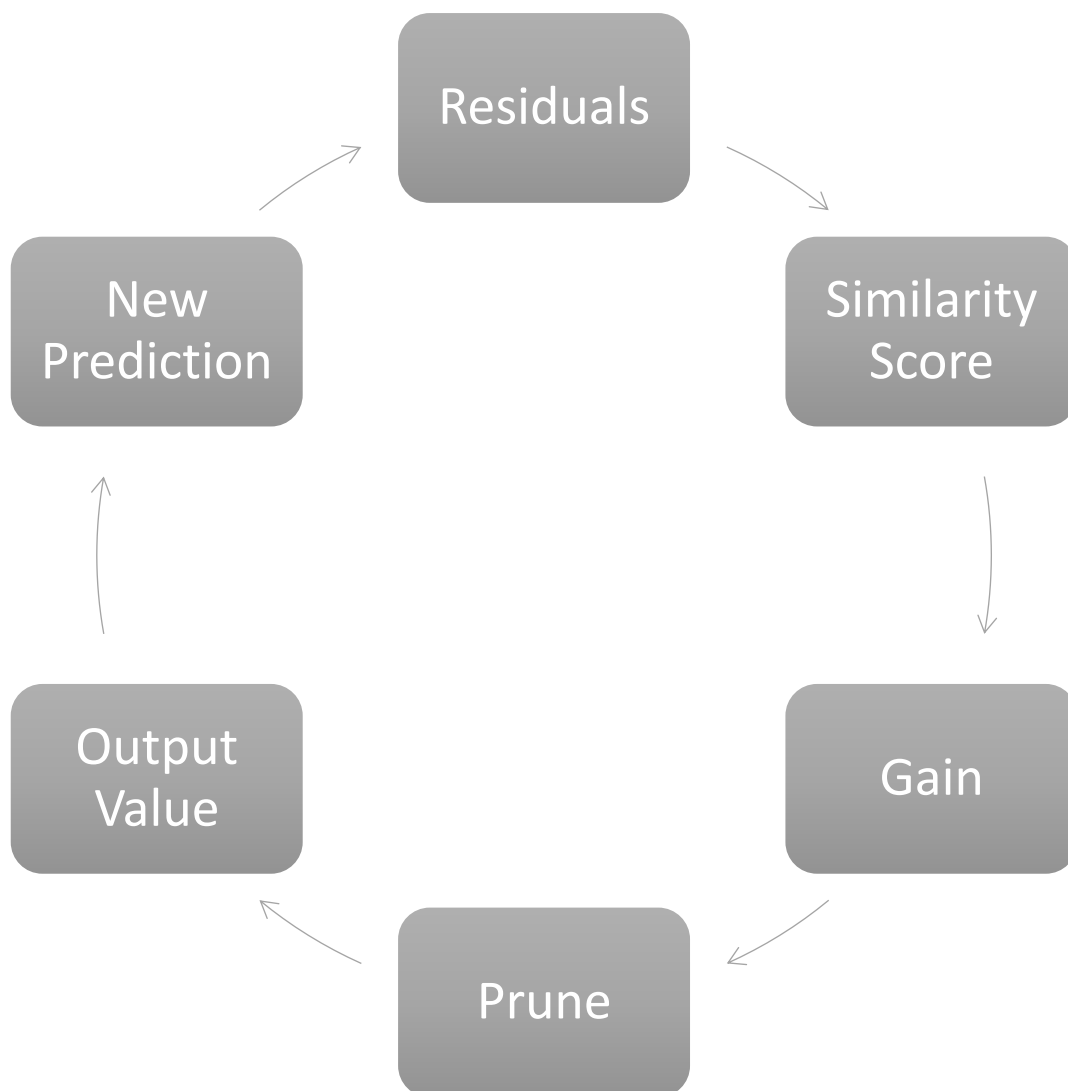 Residuals
Similarity
Score
Gain
Prune
Output
Value
New
Prediction